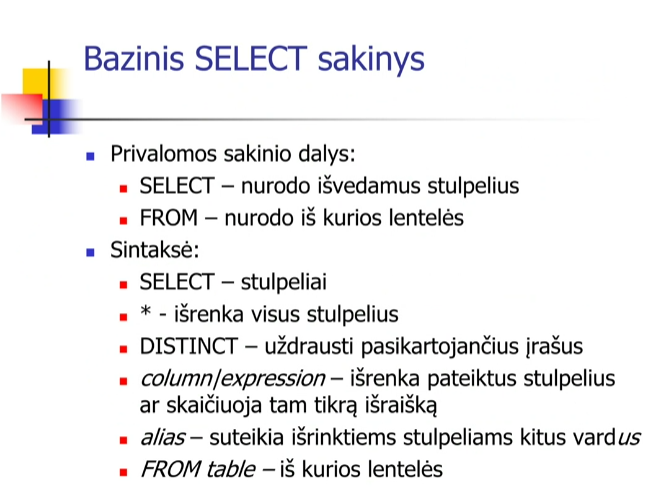 Bazinis SELECT sakinys
Privalomos sakinio dalys:
SELECT – nurodo išvedamus stulpelius
FROM – nurodo iš kurios lentelės
Sintaksė:
SELECT – stulpeliai
* - išrenka visus stulpelius
DISTINCT – uždrausti pasikartojančius įrašus
column|expression – išrenka pateiktus stulpelius
ar skaičiuoja tam tikrą išraišką
alias – suteikia išrinktiems stulpeliams kitus vardus
FROM table – iš kurios lentelės